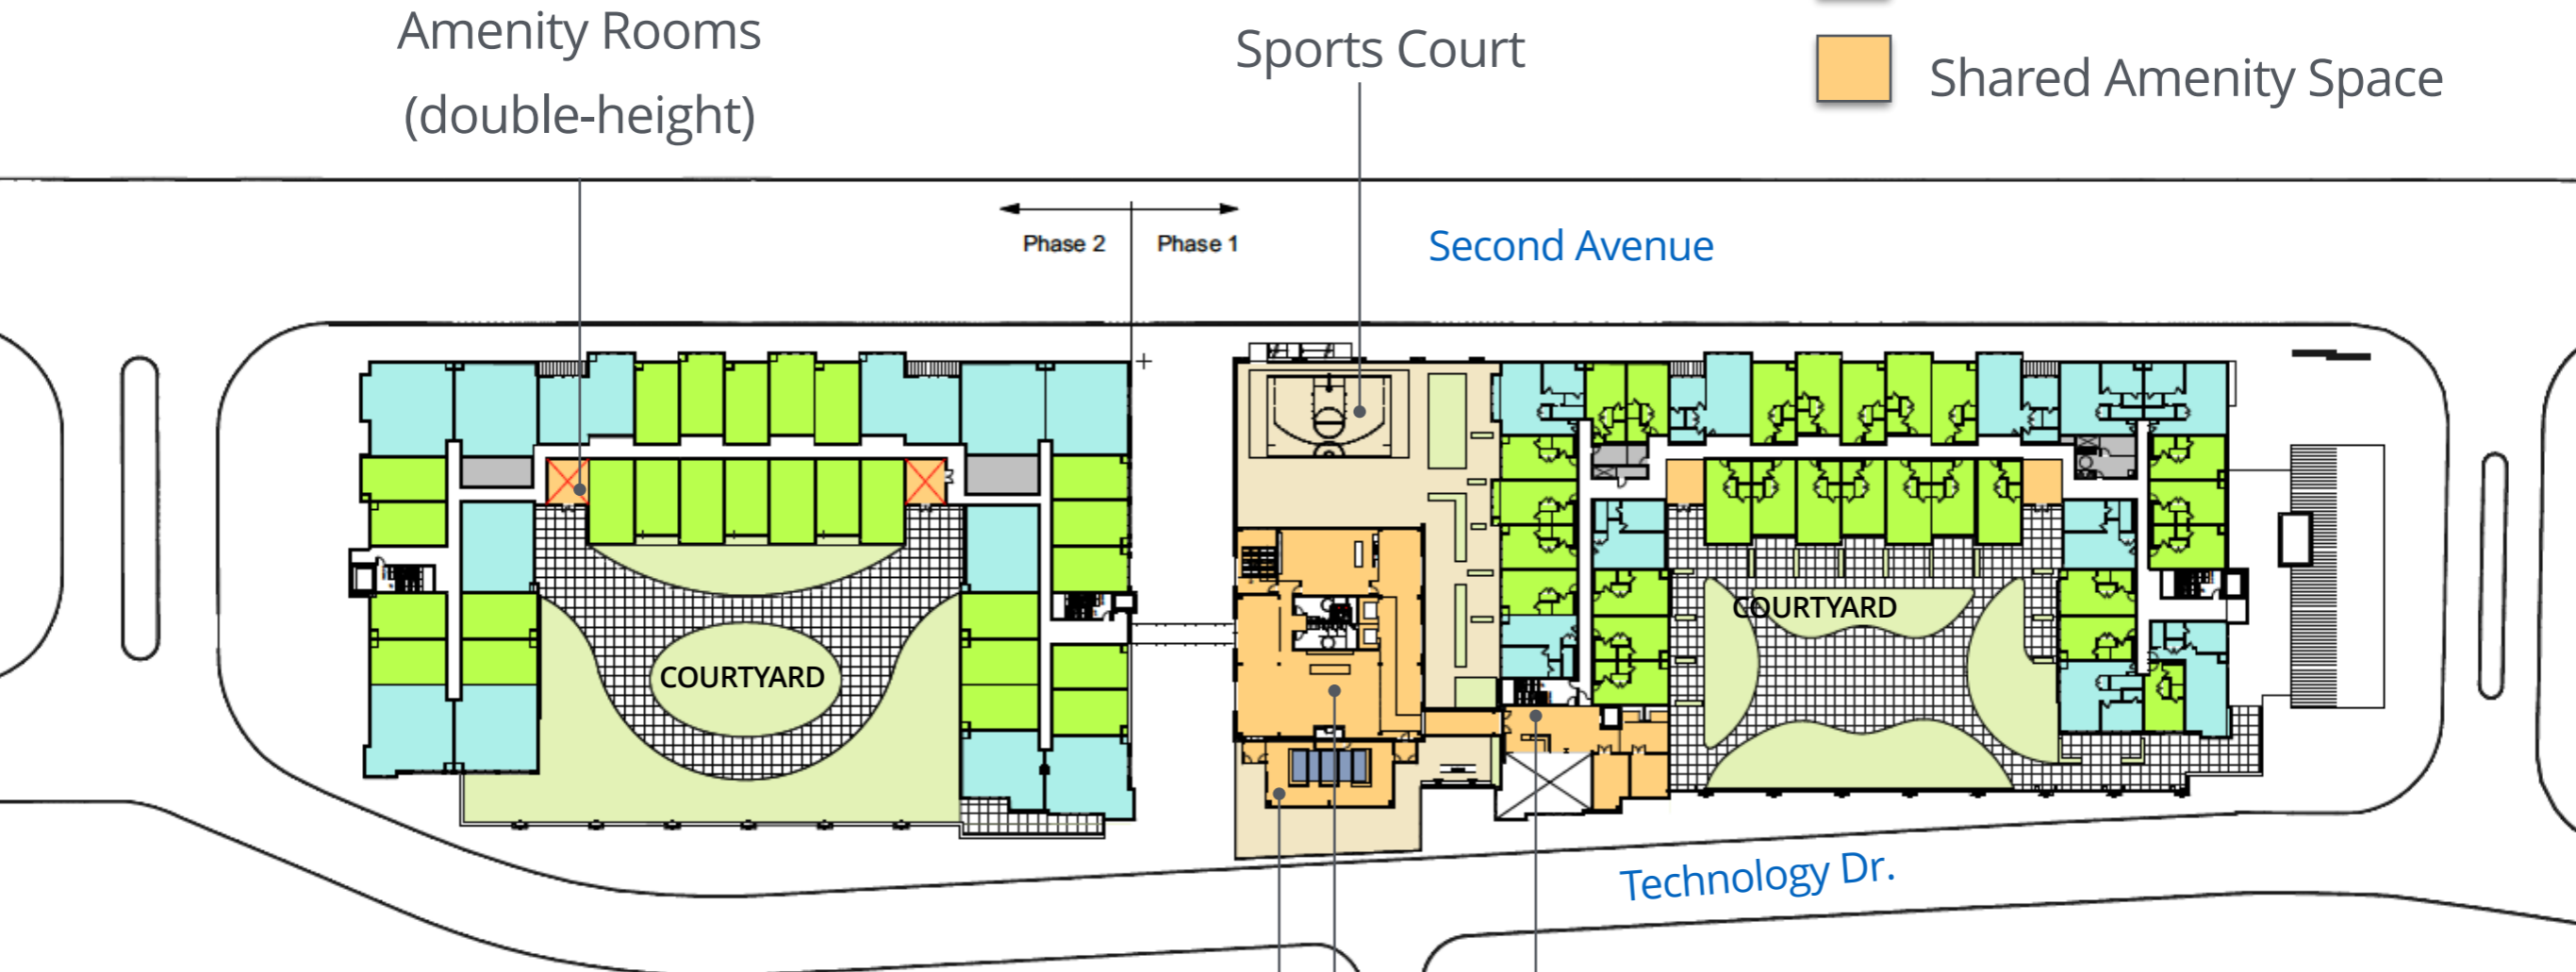 Amenity Rooms
(double-height)
Sports Court
Shared Amenity Space
Phase 2
Phase 1
Second Avenue
COURTYARD
COURTYARD
Technology Dr.